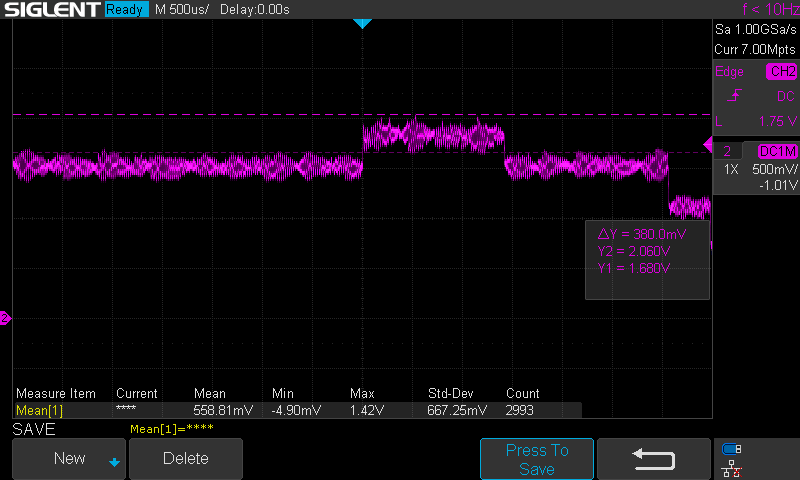 SIGLENT Ready M 500us/ Delay:0.00s f < 10Hz
Sa 1.00GSa/s
Curr 7.00Mpts
Edge CH2
DC
L 1.75 V
2 DC1M
1X 500mV/
-1.01V
ΔY = 380.0mV
Y2 = 2.060V
Y1 = 1.680V
2
Measure Item Current Mean Min Max Std-Dev Count
Mean[1] **** 558.81mV -4.90mV 1.42V 667.25mV 2993
SAVE Mean[1]=****
New Delete Press To
Save